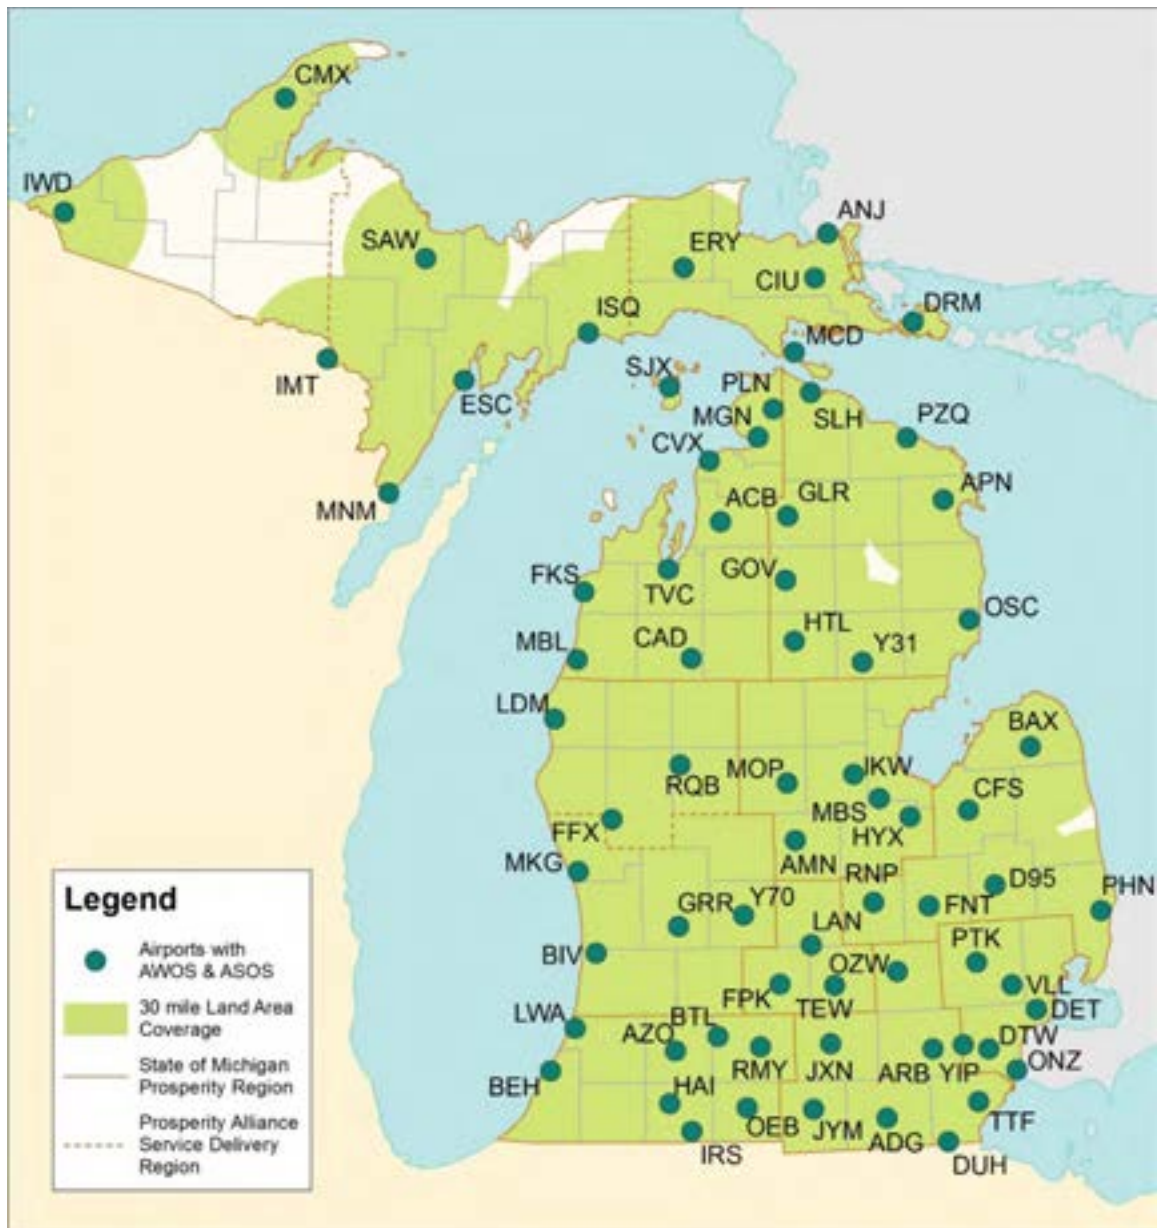 CMX
IWD
ANJ
SAW
ERY
CIU
ISQ
DRM
MCD
SJX
IMT
PLN
ESC
MGN
SLH
PZQ
CVX
ACB
GLR
APN
MNM
FKS
TVC
GOV
OSC
MBL
CAD
HTL
Y31
LDM
BAX
RQB
MOP
IKW
CFS
MBS
FFX
HYX
AMN
MKG
RNP
D95
PHN
GRR
Y70
FNT
LAN
PTK
BIV
OZW
FPK
TEW
VLL
LWA
BTL
DET
AZO
DTW
RMY
JXN
ARB
YIP
ONZ
BEH
HAI
OEB
JYM
ADG
TTF
IRS
DUH
Legend
Airports with
AWOS & ASOS
30 mile Land Area
Coverage
State of Michigan
Prosperity Region
Prosperity Alliance
Service Delivery
Region